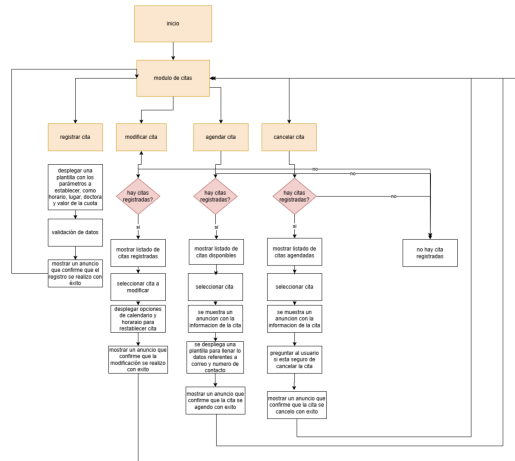 inicio
modulo de citas
registrar cita
modificar cita
agendar cita
cancelar cita
desplegar una
plantilla con los
parámetros a
establecer, como
horario, lugar, doctora
y valor de la cuota
validación de datos
mostrar un anuncio
que confirme que el
registro se realizo con
éxito
hay citas
registradas?
si
mostrar listado de
citas registradas
seleccionar cita a
modificar
desplegar opciones
de calendario y
horaraio para
restablecer cita
mostrar un anuncio que
confirme que la
modificación se realizo
con exito
hay citas
registradas?
si
mostrar listado de
citas disponibles
seleccionar cita
se muestra un
anuncion con la
informacion de la cita
se despliega una
plantilla para llenar lo
datos referentes a
correo y numero de
contacto
mostrar un anuncio que
confirme que la cita se
agendo con exito
hay citas
registradas?
si
mostrar listado de
citas agendadas
seleccionar cita
se muestra un
anuncion con la
informacion de la cita
preguntar al usuario
si esta seguro de
cancelar la cita
mostrar un anuncio que
confirme que la cita se
cancelo con exito
no
no
no
no hay cita
registradas